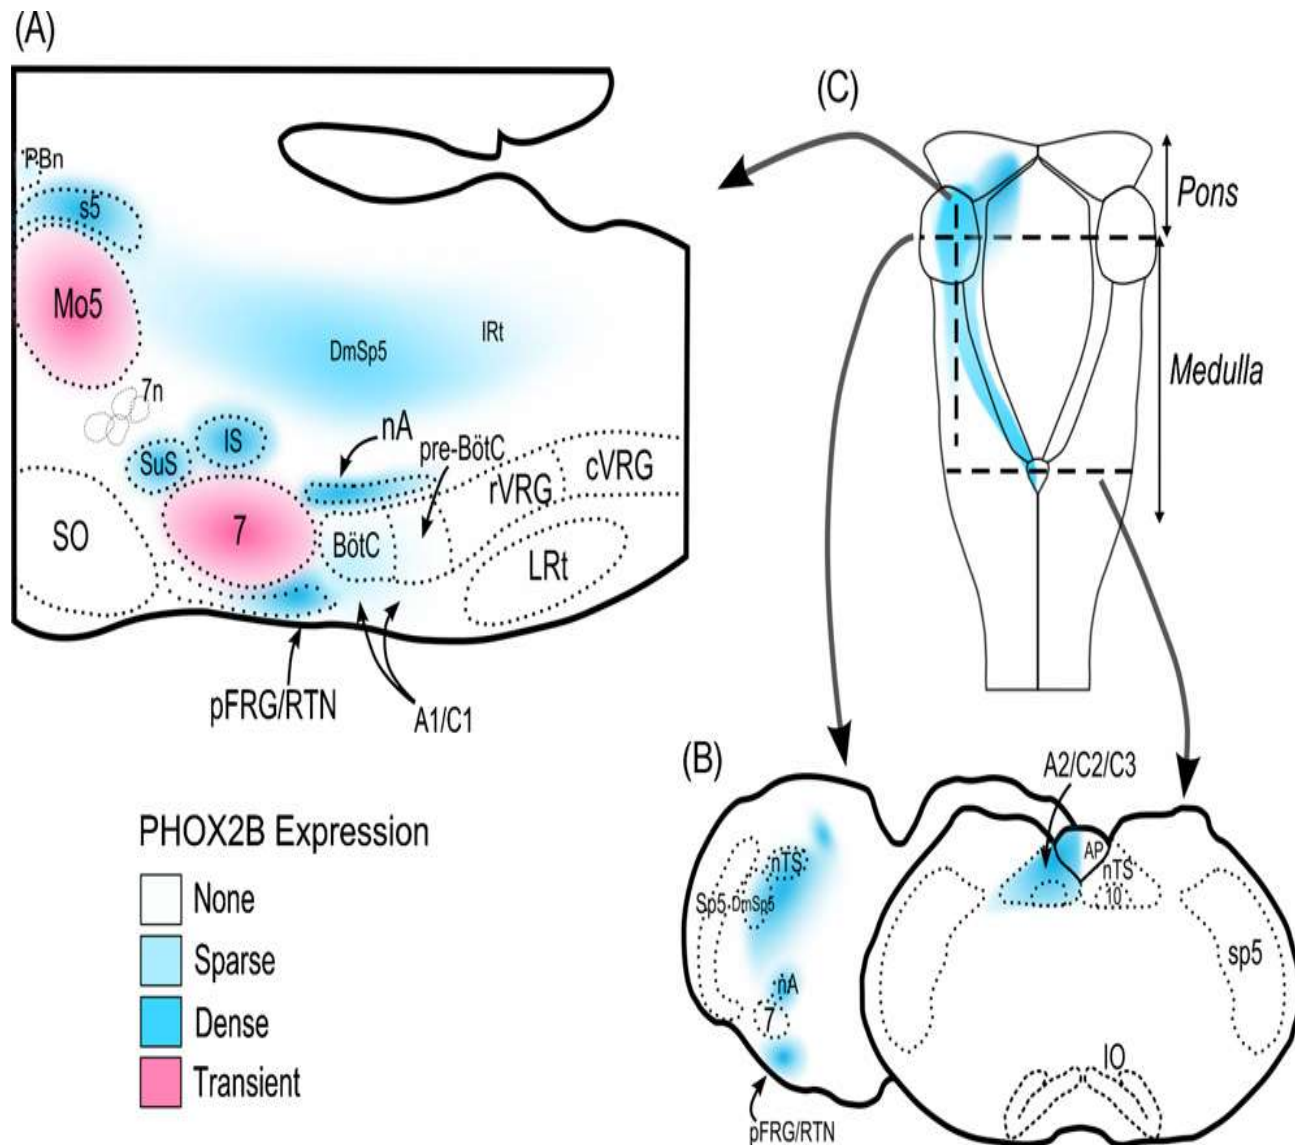 (A)
PBn
s5
Mo5
DmSp5
IRt
7n
IS
nA
pre-BötC
SuS
cVRG
rVRG
SO
7
BötC
LRt
pFRG/RTN
A1/C1
PHOX2B Expression
None
Sparse
Dense
Transient
(C)
Pons
Medulla
(B)
A2/C2/C3
nTS
Sp5
DmSp5
nA
7
pFRG/RTN
AP
nTS
10
sp5
IO